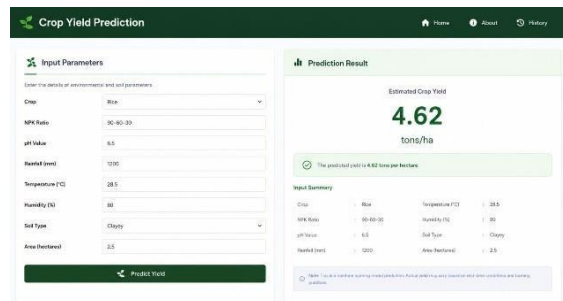 Crop Yield Prediction
Home
About
History
Input Parameters
Enter the details of environmental and soil parameters
Crop
Rice
NPK Ratio
90-60-30
pH Value
6.5
Rainfall (mm)
1200
Temperature (°C)
28.5
Humidity (%)
80
Soil Type
Clayey
Area (hectares)
2.5
Predict Yield
Prediction Result
Estimated Crop Yield
4.62
tons/ha
The predicted yield is 4.62 tons per hectare.
Input Summary
Crop : Rice
Temperature (°C) : 28.5
NPK Ratio : 90-60-30
Humidity (%) : 80
pH Value : 6.5
Soil Type : Clayey
Rainfall (mm) : 1200
Area (hectares) : 2.5